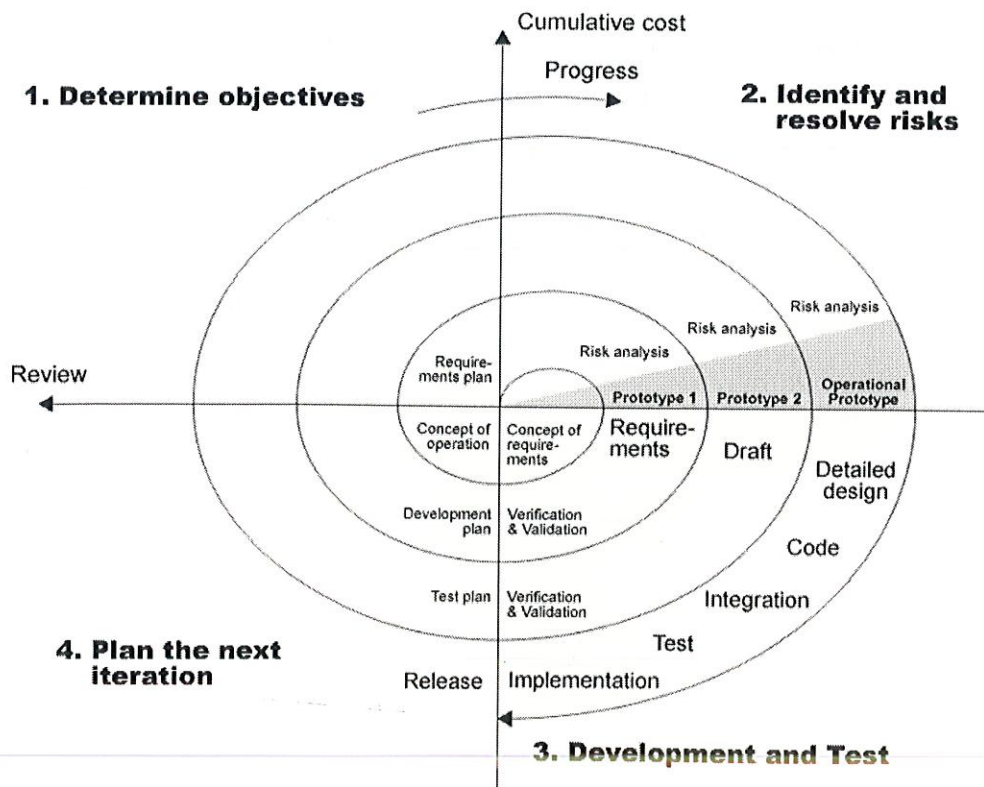 Cumulative cost
Progress
1. Determine objectives
2. Identify and
resolve risks
Risk analysis
Risk analysis
Risk analysis
Require-
ments plan
Review
Prototype 1
Prototype 2
Operational
Prototype
Concept of
operation
Concept of
require-
ments
Require-
ments
Draft
Detailed
design
Development
plan
Verification
& Validation
Code
Test plan
Verification
& Validation
Integration
Test
4. Plan the next
iteration
Release
Implementation
3. Development and Test